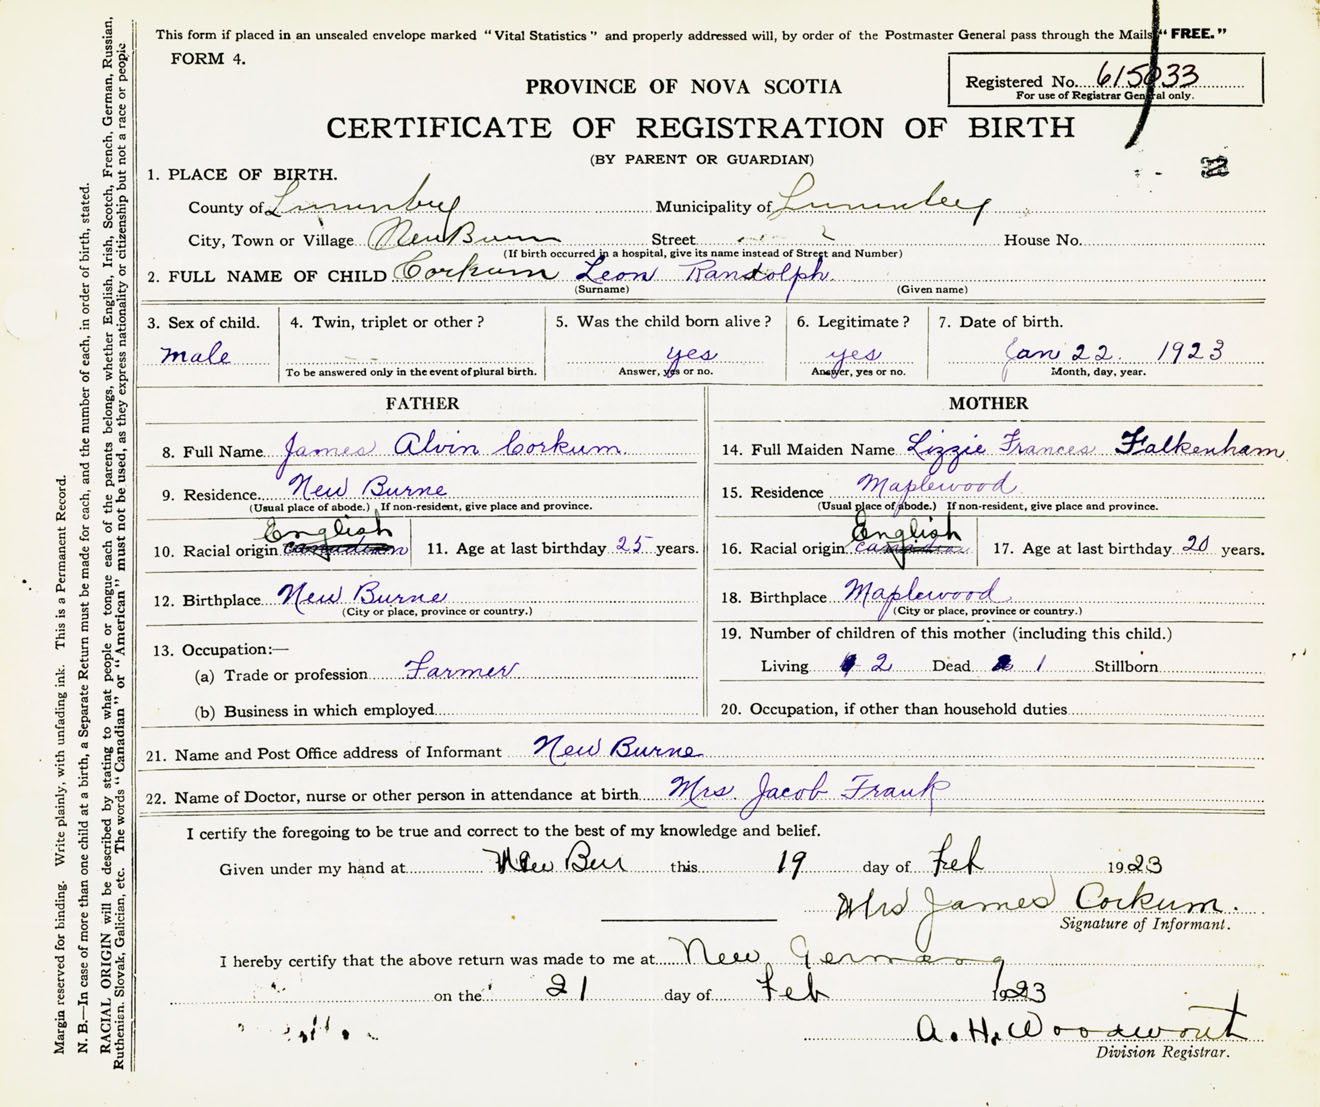 This form if placed in an unsealed envelope marked "Vital Statistics" and properly addressed will, by order of the Postmaster General pass through the Mails "FREE."
FORM 4.
Registered No. 615033
For use of Registrar General only.
PROVINCE OF NOVA SCOTIA
CERTIFICATE OF REGISTRATION OF BIRTH
(BY PARENT OR GUARDIAN)
1. PLACE OF BIRTH.
County of Lunenburg Municipality of Lunenburg
City, Town or Village New Burn Street House No.
(If birth occurred in a hospital, give its name instead of Street and Number)
2. FULL NAME OF CHILD Corkum Leon Randolph.
(Surname) (Given name)
3. Sex of child. 4. Twin, triplet or other? 5. Was the child born alive? 6. Legitimate? 7. Date of birth.
Male yes yes Jan 22. 1923
To be answered only in the event of plural birth. Answer, yes or no. Answer, yes or no. Month, day, year.
FATHER
8. Full Name James Alvin Corkum.
9. Residence New Burne
(Usual place of abode.) If non-resident, give place and province.
English
10. Racial origin Canadian 11. Age at last birthday 25 years.
12. Birthplace New Burne
(City or place, province or country.)
13. Occupation:—
(a) Trade or profession Farmer
(b) Business in which employed
MOTHER
14. Full Maiden Name Lizzie Frances Falkenham
15. Residence Maplewood.
(Usual place of abode.) If non-resident, give place and province.
English
16. Racial origin Canadian 17. Age at last birthday 20 years.
18. Birthplace Maplewood.
(City or place, province or country.)
19. Number of children of this mother (including this child.)
Living 2 Dead 1 Stillborn
20. Occupation, if other than household duties
21. Name and Post Office address of Informant New Burne
22. Name of Doctor, nurse or other person in attendance at birth Mrs. Jacob Frank
I certify the foregoing to be true and correct to the best of my knowledge and belief.
Given under my hand at New Burn this 19 day of Feb 1923
Mrs James Corkum.
Signature of Informant.
I hereby certify that the above return was made to me at New Germany
on the 21 day of Feb 1923
A. H. Woodworth
Division Registrar.
Margin reserved for binding. Write plainly, with unfading ink. This is a Permanent Record.
N. B.—In case of more than one child at a birth, a Separate Return must be made for each, and the number of each, in order of birth, stated.
RACIAL ORIGIN will be described by stating to what people or tongue each of the parents belongs, whether English, Irish, Scotch, French, German, Russian,
Ruthenian, Slovak, Galician, etc. The words "Canadian" or "American" must not be used, as they express nationality or citizenship but not a race or people